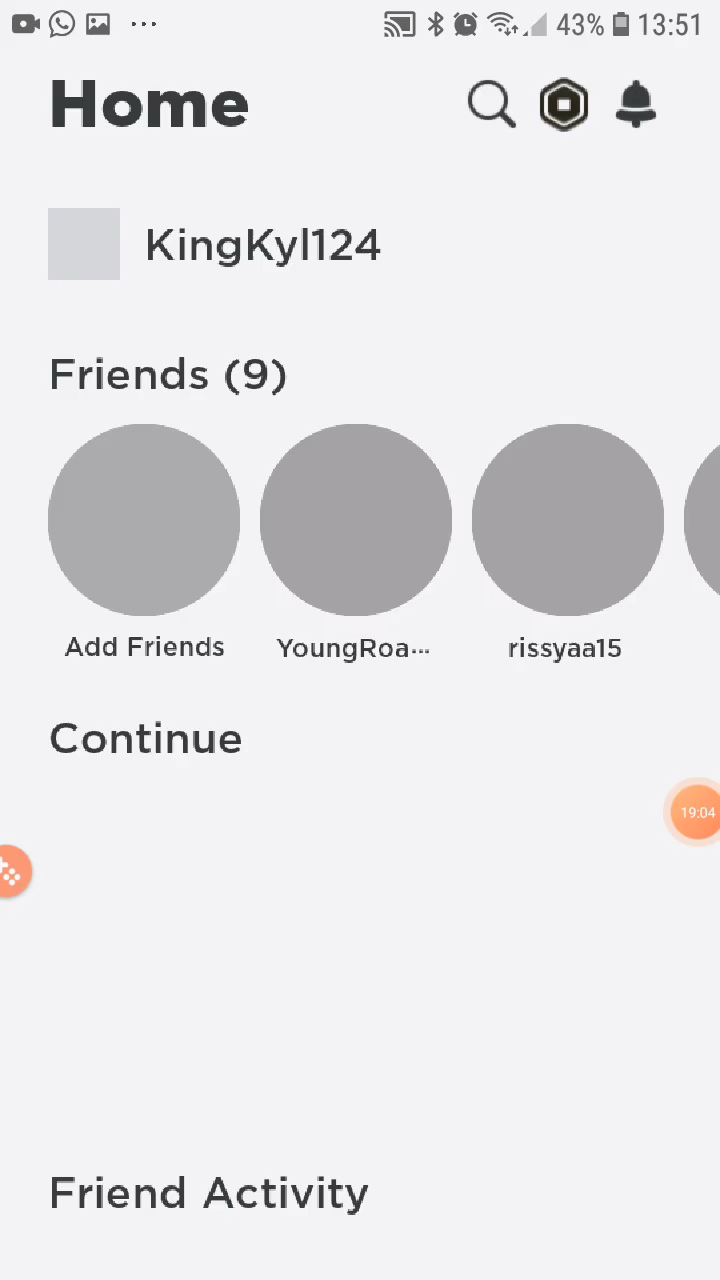 43% 13:51
Home
KingKyl124
Friends (9)
Add Friends YoungRoa... rissyaa15
Continue
19:04
Friend Activity